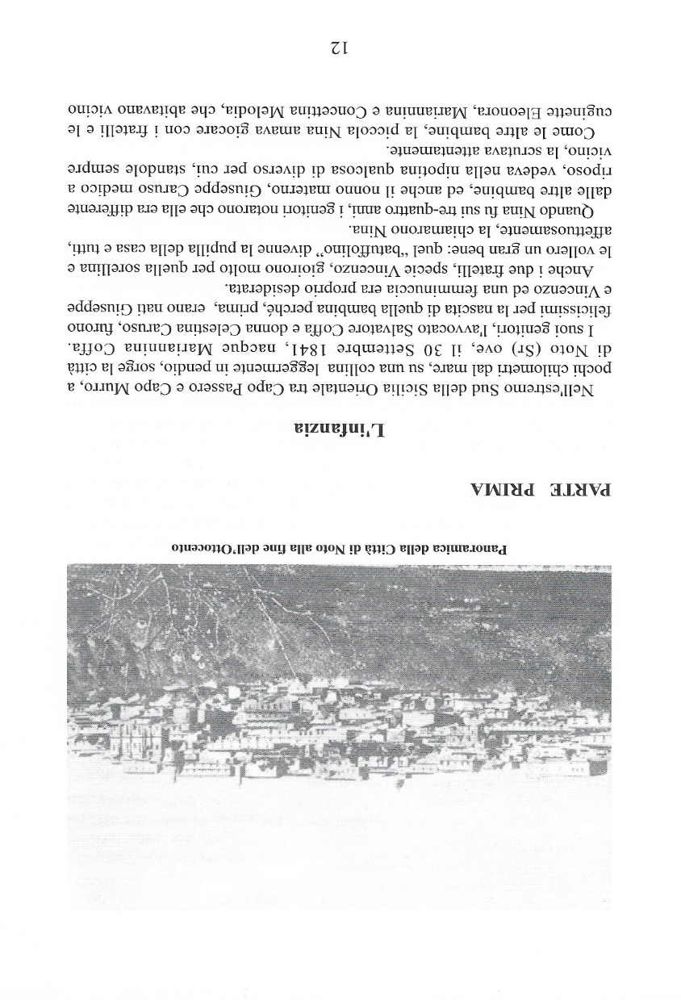 Panoramica della Città di Noto alla fine dell'Ottocento
PARTE PRIMA
L'infanzia
Nell'estremo Sud della Sicilia Orientale tra Capo Passero e Capo Murro, a
pochi chilometri dal mare, su una collina leggermente in pendio, sorge la città
di Noto (Sr) ove, il 30 Settembre 1841, nacque Mariannina Coffa.
I suoi genitori, l'avvocato Salvatore Coffa e donna Celestina Caruso, furono
felicissimi per la nascita di quella bambina perché, prima, erano nati Giuseppe
e Vincenzo ed una femminuccia era proprio desiderata.
Anche i due fratelli, specie Vincenzo, gioirono molto per quella sorellina e
le vollero un gran bene: quel “batuffolino” divenne la pupilla della casa e tutti,
affettuosamente, la chiamarono Nina.
Quando Nina fu sui tre-quattro anni, i genitori notarono che ella era differente
dalle altre bambine, ed anche il nonno materno, Giuseppe Caruso medico a
riposo, vedeva nella nipotina qualcosa di diverso per cui, standole sempre
vicino, la scrutava attentamente.
Come le altre bambine, la piccola Nina amava giocare con i fratelli e le
cuginette Eleonora, Mariannina e Concettina Melodia, che abitavano vicino
12